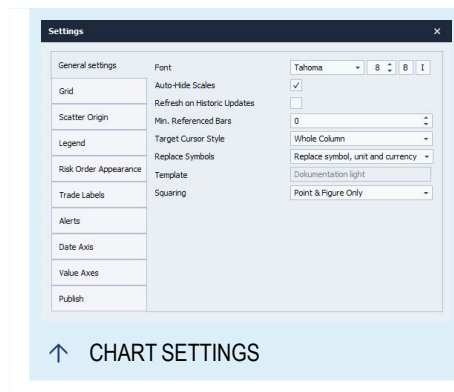 Settings
General settings
Grid
Scatter Origin
Legend
Risk Order Appearance
Trade Labels
Alerts
Date Axis
Value Axes
Publish
Font Tahoma 8 B I
Auto-Hide Scales
Refresh on Historic Updates
Min. Referenced Bars 0
Target Cursor Style Whole Column
Replace Symbols Replace symbol, unit and currency
Template Dokumentation light
Squaring Point & Figure Only
CHART SETTINGS